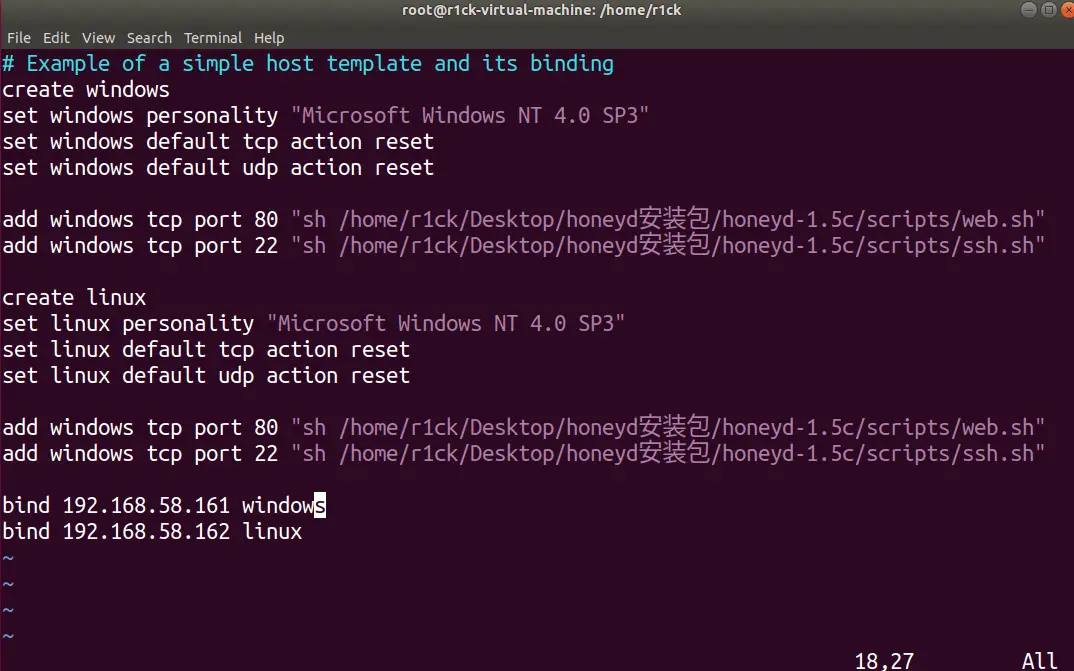 root@r1ck-virtual-machine: /home/r1ck
File Edit View Search Terminal Help
# Example of a simple host template and its binding
create windows
set windows personality "Microsoft Windows NT 4.0 SP3"
set windows default tcp action reset
set windows default udp action reset
add windows tcp port 80 "sh /home/r1ck/Desktop/honeyd安装包/honeyd-1.5c/scripts/web.sh"
add windows tcp port 22 "sh /home/r1ck/Desktop/honeyd安装包/honeyd-1.5c/scripts/ssh.sh"
create linux
set linux personality "Microsoft Windows NT 4.0 SP3"
set linux default tcp action reset
set linux default udp action reset
add windows tcp port 80 "sh /home/r1ck/Desktop/honeyd安装包/honeyd-1.5c/scripts/web.sh"
add windows tcp port 22 "sh /home/r1ck/Desktop/honeyd安装包/honeyd-1.5c/scripts/ssh.sh"
bind 192.168.58.161 windows
bind 192.168.58.162 linux
~
~
~
~
18,27 All